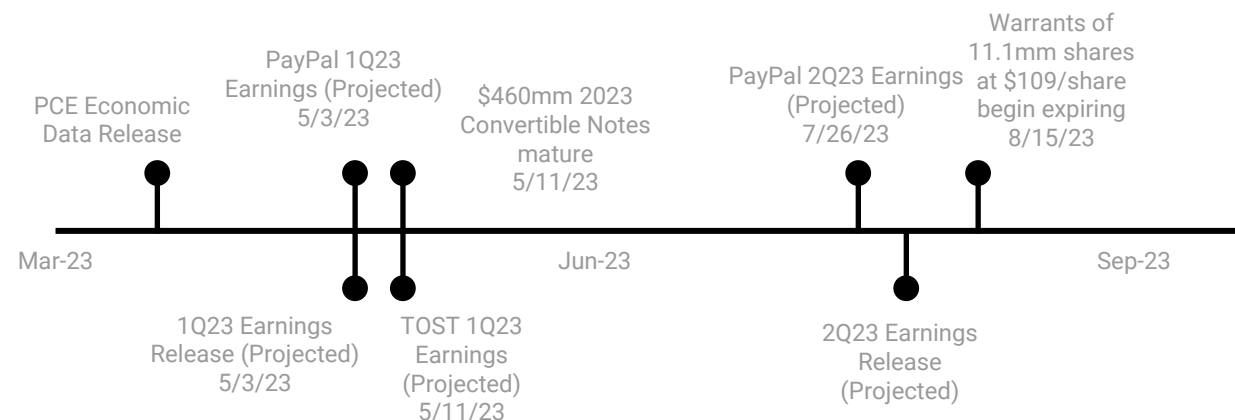 PCE Economic
Data Release
PayPal 1Q23
Earnings (Projected)
5/3/23
$460mm 2023
Convertible Notes
mature
5/11/23
PayPal 2Q23 Earnings
(Projected)
7/26/23
Warrants of
11.1mm shares
at $109/share
begin expiring
8/15/23
Mar-23
Jun-23
Sep-23
1Q23 Earnings
Release (Projected)
5/3/23
TOST 1Q23
Earnings
(Projected)
5/11/23
2Q23 Earnings
Release
(Projected)